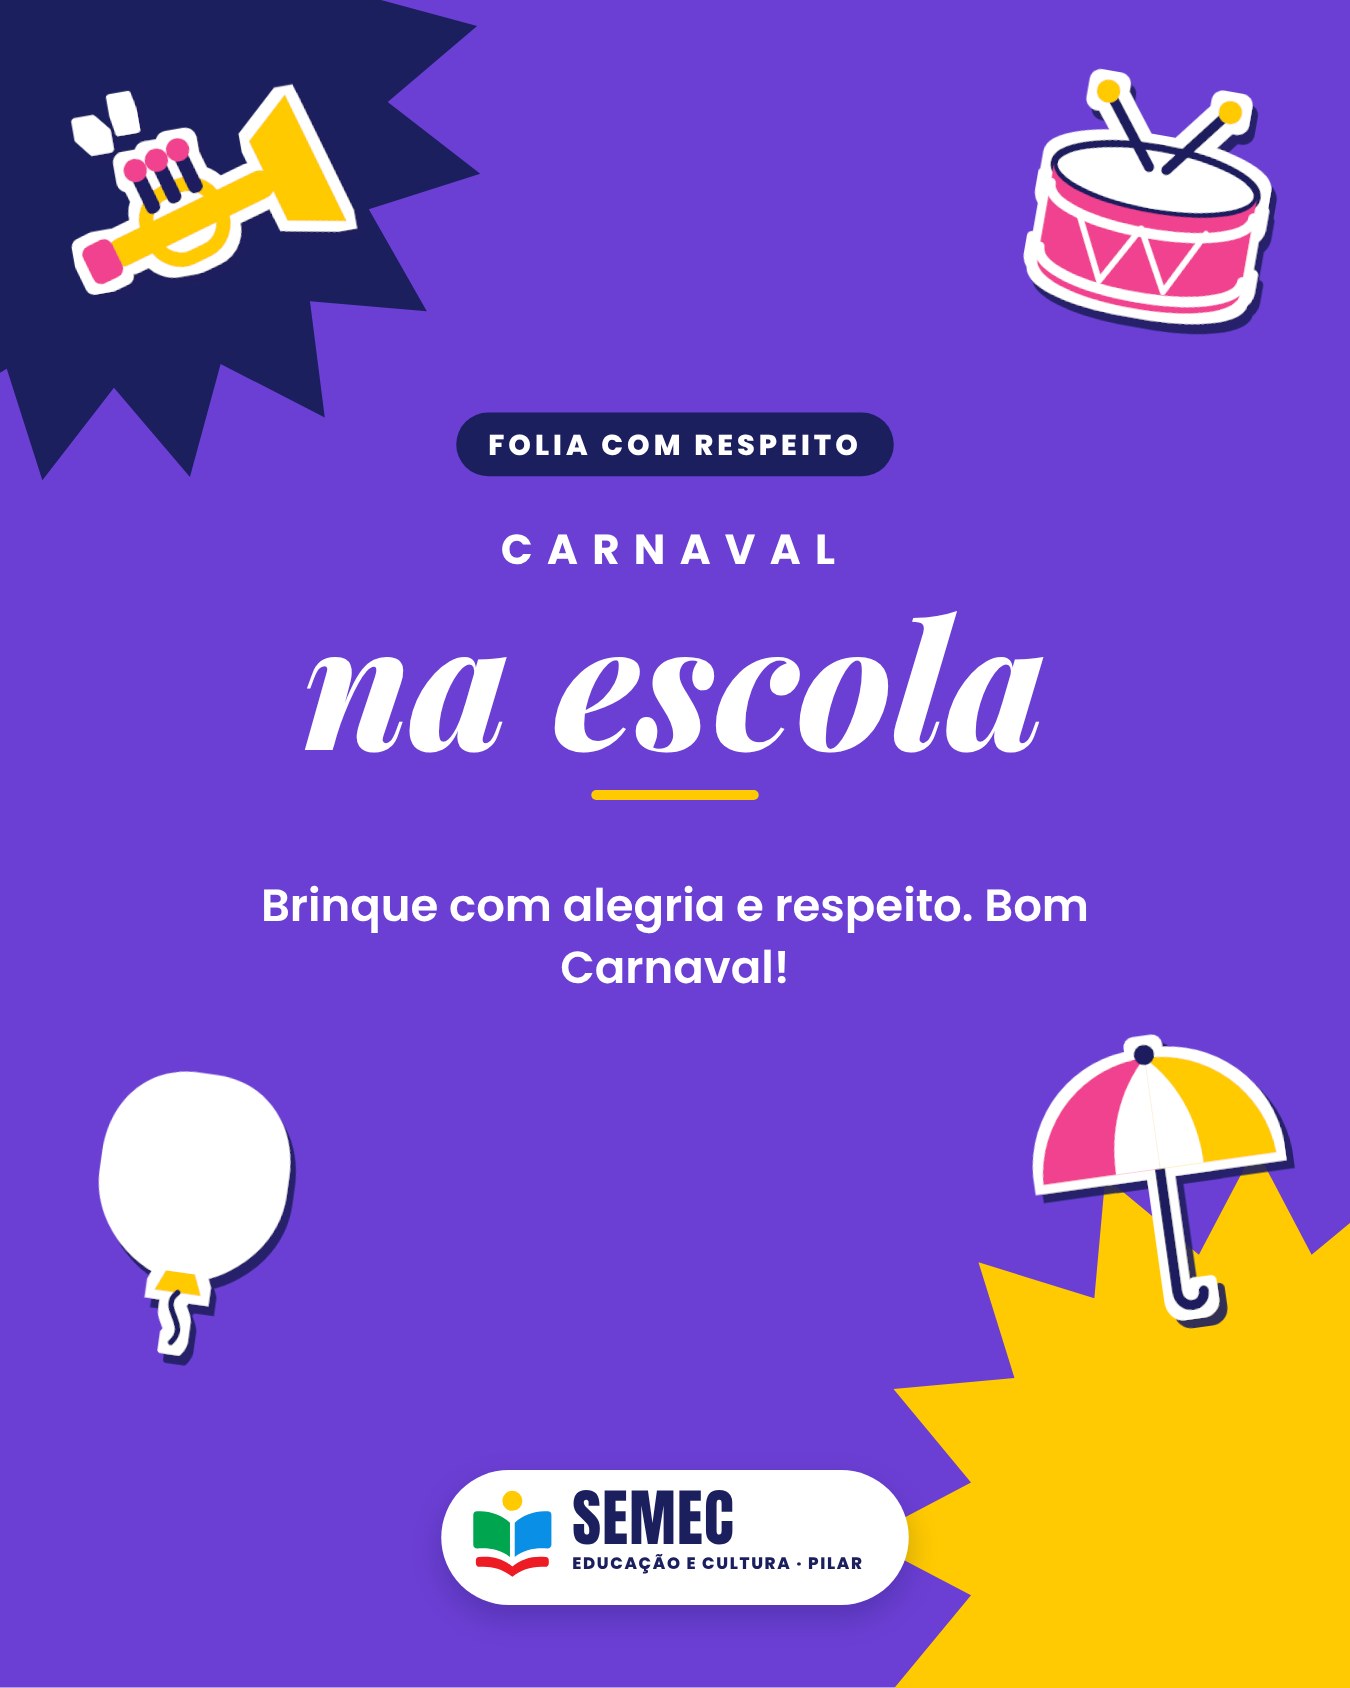 FOLIA COM RESPEITO
CARNAVAL
na escola
Brinque com alegria e respeito. Bom
Carnaval!
SEMEC
EDUCAÇÃO E CULTURA · PILAR